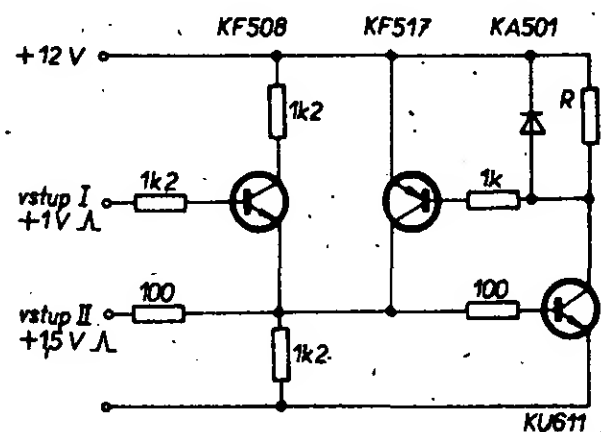 KF508 KF517 KA501
+12 V
1k2
R
vstup I
+1V
1k2
1k
vstup II
+1,5 V
100
100
1k2
KU611